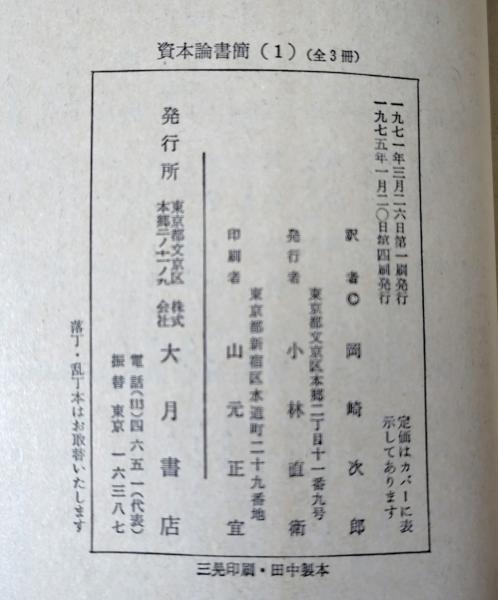 資本論書簡（１）（全３冊）
一九七一年三月二六日第一刷発行
一九七五年一月二〇日第四刷発行
定価はカバーに表
示してあります
訳者© 岡崎次郎
東京都文京区本郷二丁目十一番九号
発行者 小林直衛
東京都新宿区水道町二十九番地
印刷者 山元正宜
発行所 東京都文京区
本郷二ノ十一ノ九 株式
会社 大月書店
電話(813)四六五一(代表)
振替 東京 一六三八七
落丁・乱丁本はお取替いたします
三晃印刷・田中製本